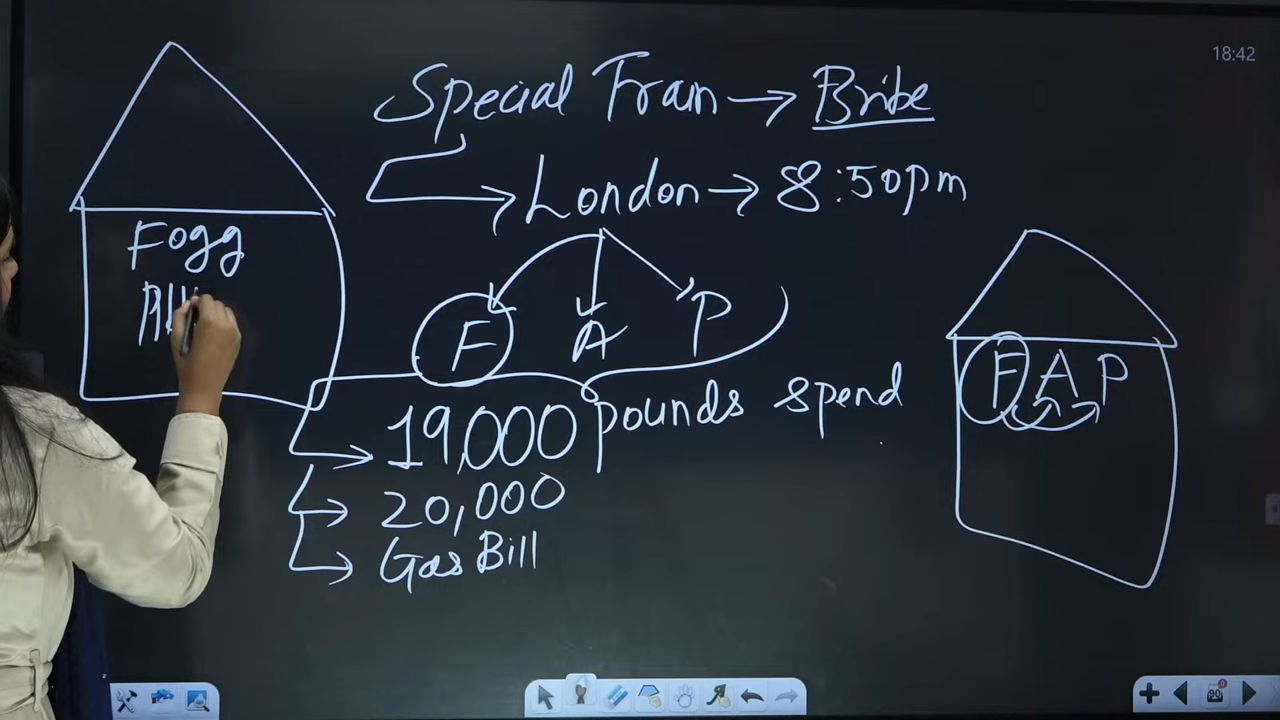 18:42
Special Train → Bribe
→ London → 8:50pm
Fogg
F A P
F A P
19,000 pounds spend
→ 20,000
→ Gas Bill